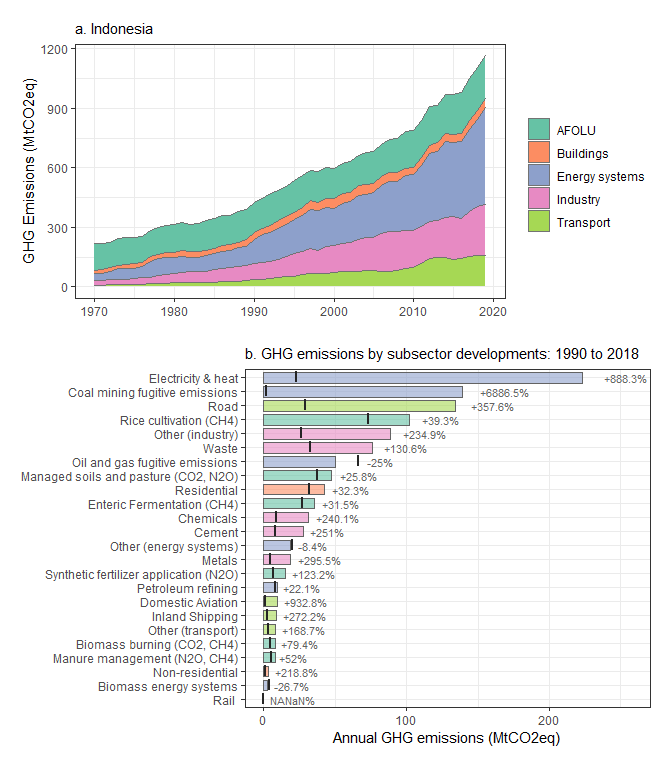 a. Indonesia
GHG Emissions (MtCO2eq)
1200
900
600
300
0
1970
1980
1990
2000
2010
2020
AFOLU
Buildings
Energy systems
Industry
Transport
b. GHG emissions by subsector developments: 1990 to 2018
Electricity & heat +888.3%
Coal mining fugitive emissions +6886.5%
Road +357.6%
Rice cultivation (CH4) +39.3%
Other (industry) +234.9%
Waste +130.6%
Oil and gas fugitive emissions -25%
Managed soils and pasture (CO2, N2O) +25.8%
Residential +32.3%
Enteric Fermentation (CH4) +31.5%
Chemicals +240.1%
Cement +251%
Other (energy systems) -8.4%
Metals +295.5%
Synthetic fertilizer application (N2O) +123.2%
Petroleum refining +22.1%
Domestic Aviation +932.8%
Inland Shipping +272.2%
Other (transport) +168.7%
Biomass burning (CO2, CH4) +79.4%
Manure management (N2O, CH4) +52%
Non-residential +218.8%
Biomass energy systems -26.7%
Rail NANaN%
0
100
200
Annual GHG emissions (MtCO2eq)